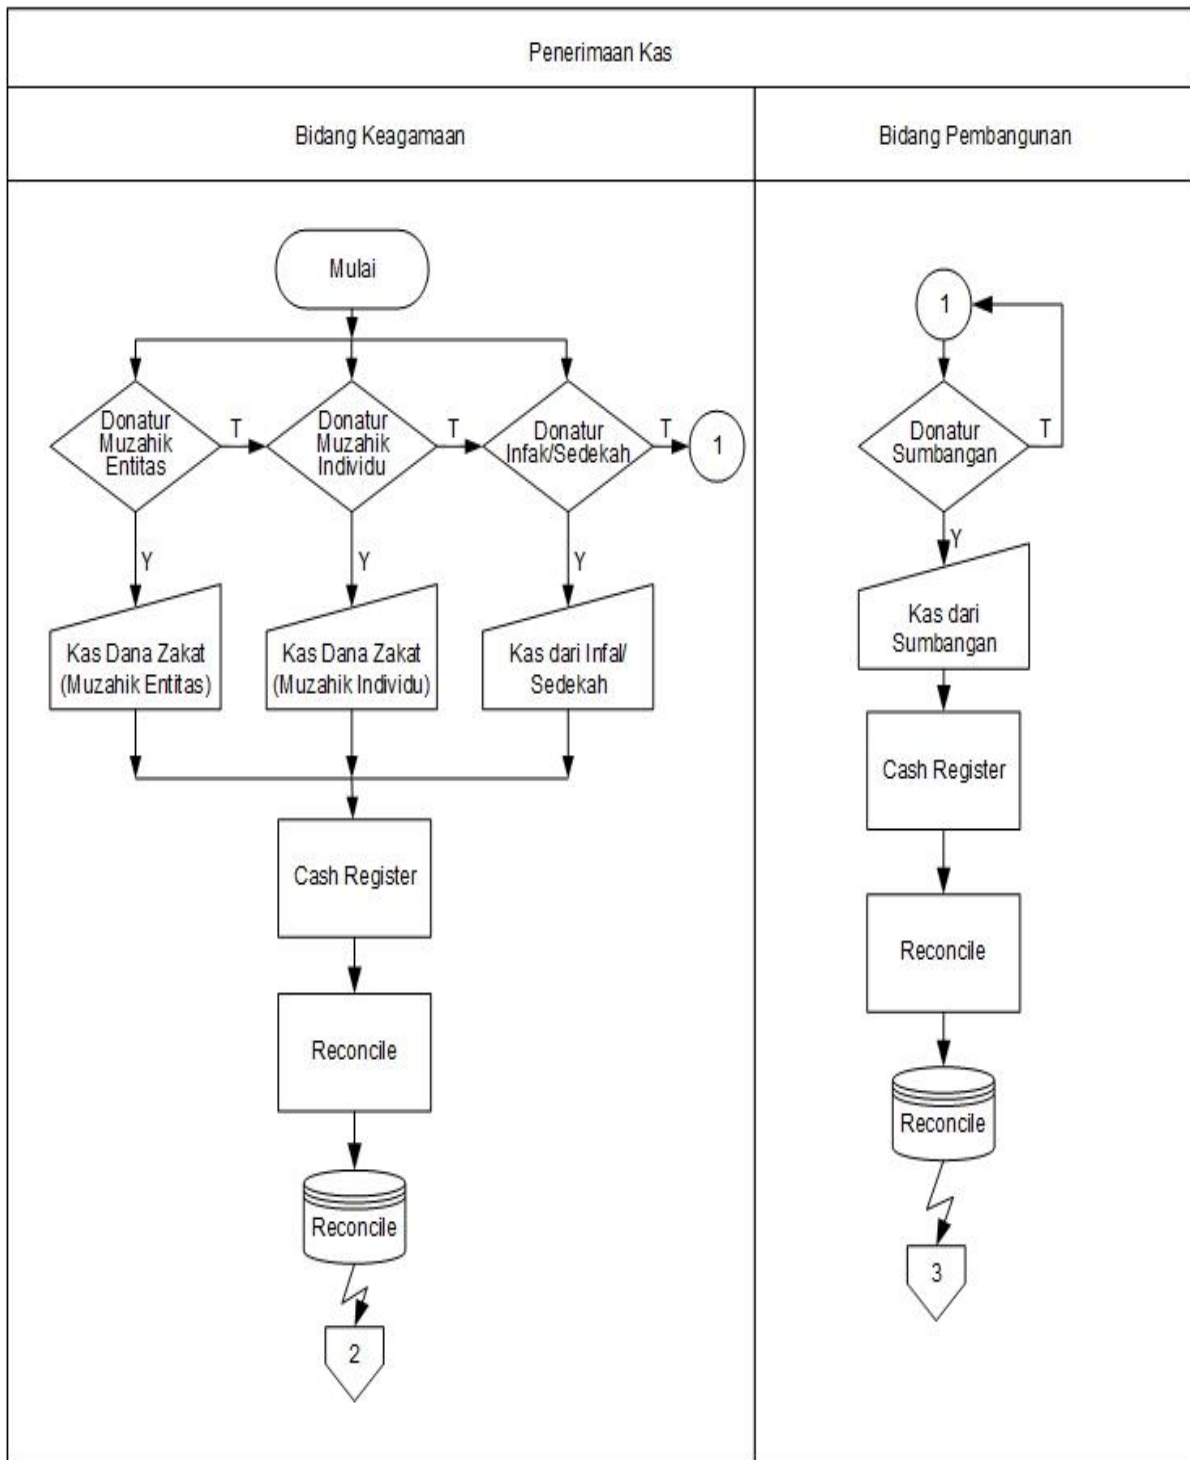 Penerimaan Kas
Bidang Keagamaan
Bidang Pembangunan
Mulai
Donatur
Muzahik
Entitas
T
Donatur
Muzahik
Individu
T
Donatur
Infak/Sedekah
T
1
Y
Y
Y
Kas Dana Zakat
(Muzahik Entitas)
Kas Dana Zakat
(Muzahik Individu)
Kas dari Infal/
Sedekah
Cash Register
Reconcile
Reconcile
2
1
Donatur
Sumbangan
T
Y
Kas dari
Sumbangan
Cash Register
Reconcile
Reconcile
3